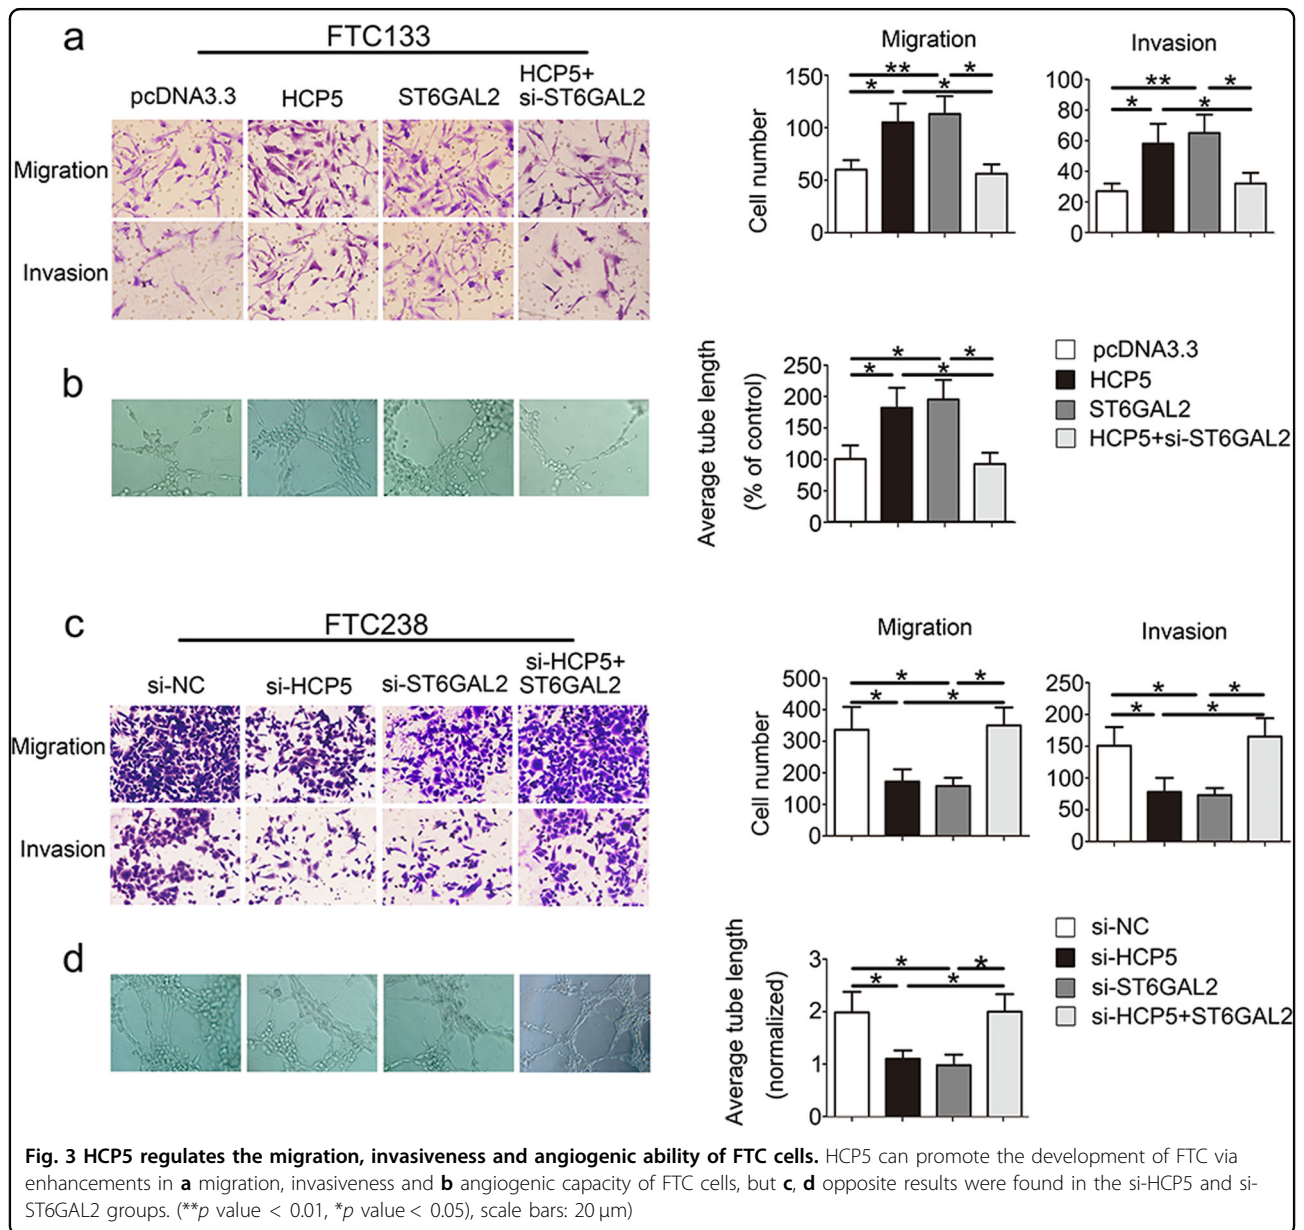 a
FTC133
pcDNA3.3
HCP5
ST6GAL2
HCP5+
si-ST6GAL2
Migration
Invasion
Migration
Cell number
150
100
50
0
** *
* *
Invasion
100
80
60
40
20
0
** *
* *
b
Average tube length
(% of control)
250
200
150
100
50
0
* *
* *
pcDNA3.3
HCP5
ST6GAL2
HCP5+si-ST6GAL2
c
FTC238
si-NC
si-HCP5
si-ST6GAL2
si-HCP5+
ST6GAL2
Migration
Invasion
Migration
Cell number
500
400
300
200
100
0
* *
* *
Invasion
250
200
150
100
50
0
* *
* *
d
Average tube length
(normalized)
3
2
1
0
* *
* *
si-NC
si-HCP5
si-ST6GAL2
si-HCP5+ST6GAL2
Fig. 3 HCP5 regulates the migration, invasiveness and angiogenic ability of FTC cells. HCP5 can promote the development of FTC via
enhancements in a migration, invasiveness and b angiogenic capacity of FTC cells, but c, d opposite results were found in the si-HCP5 and si-
ST6GAL2 groups. (**p value < 0.01, *p value < 0.05), scale bars: 20 μm)